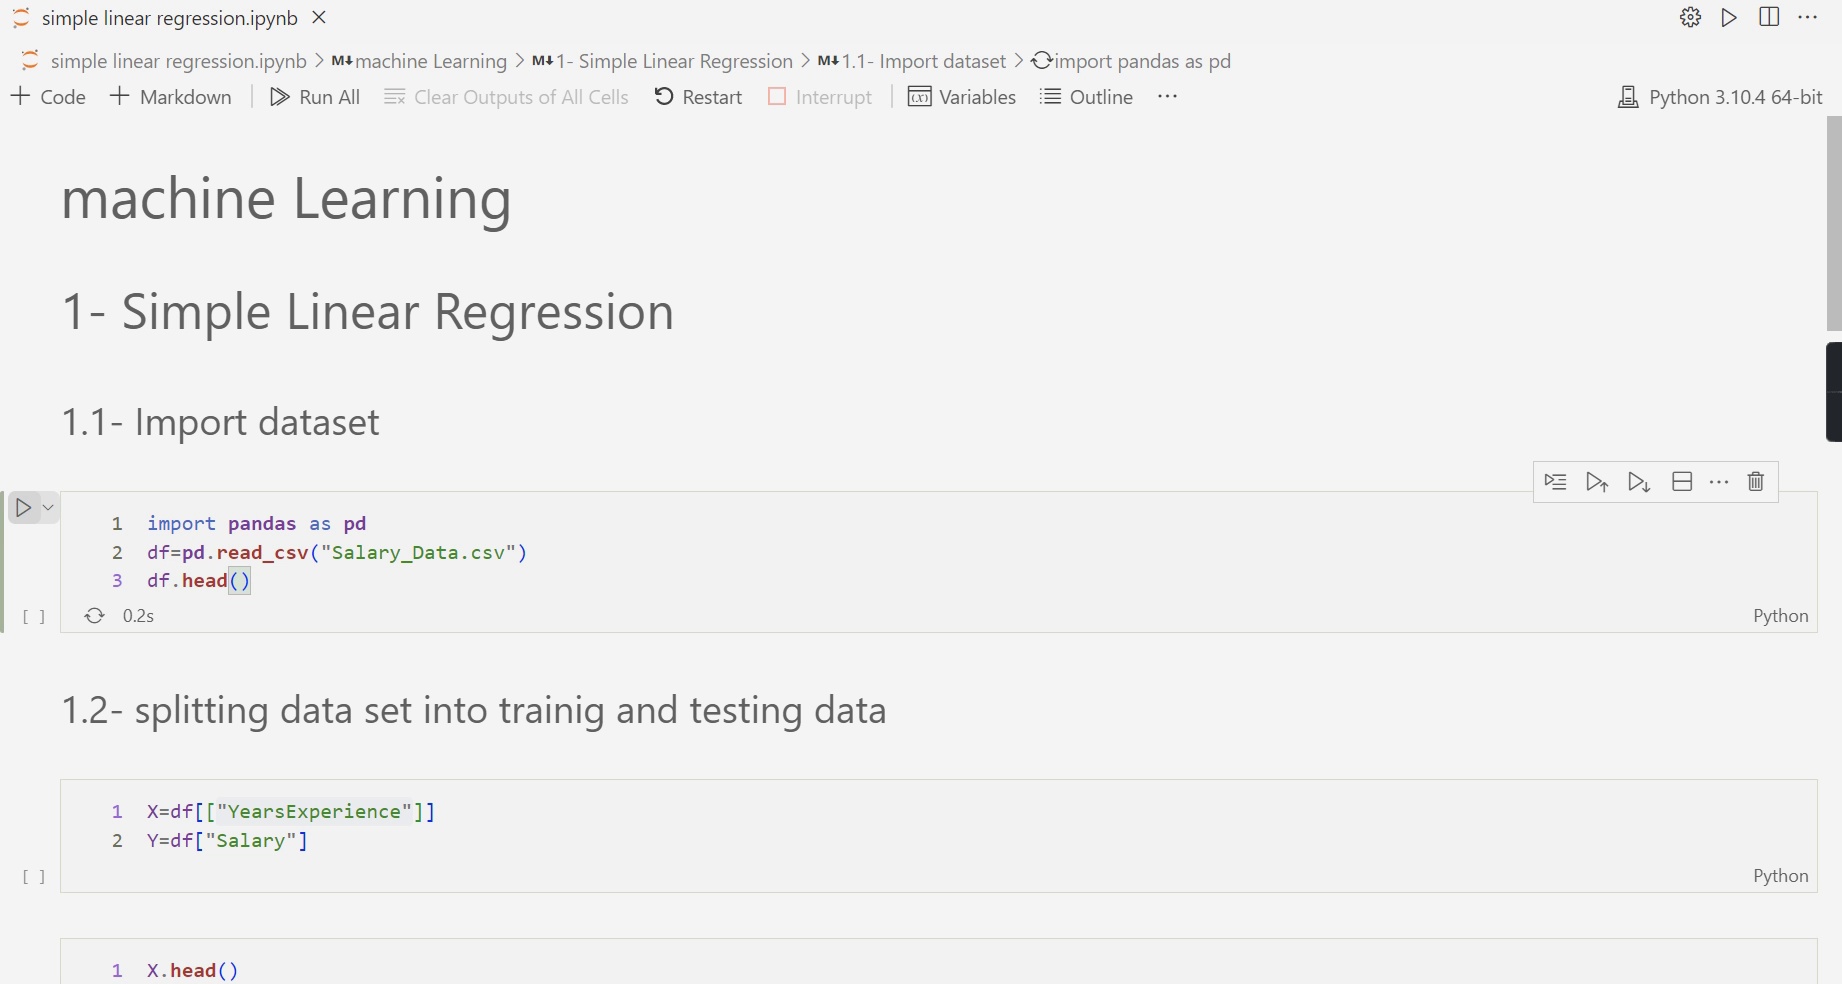 simple linear regression.ipynb
simple linear regression.ipynb > M↓ machine Learning > M↓ 1- Simple Linear Regression > M↓ 1.1- Import dataset > import pandas as pd
+ Code + Markdown Run All Clear Outputs of All Cells Restart Interrupt Variables Outline ··· Python 3.10.4 64-bit
machine Learning
1- Simple Linear Regression
1.1- Import dataset
1 import pandas as pd
2 df=pd.read_csv("Salary_Data.csv")
3 df.head()
[ ] 0.2s Python
1.2- splitting data set into trainig and testing data
1 X=df[["YearsExperience"]]
2 Y=df["Salary"]
[ ] Python
1 X.head()